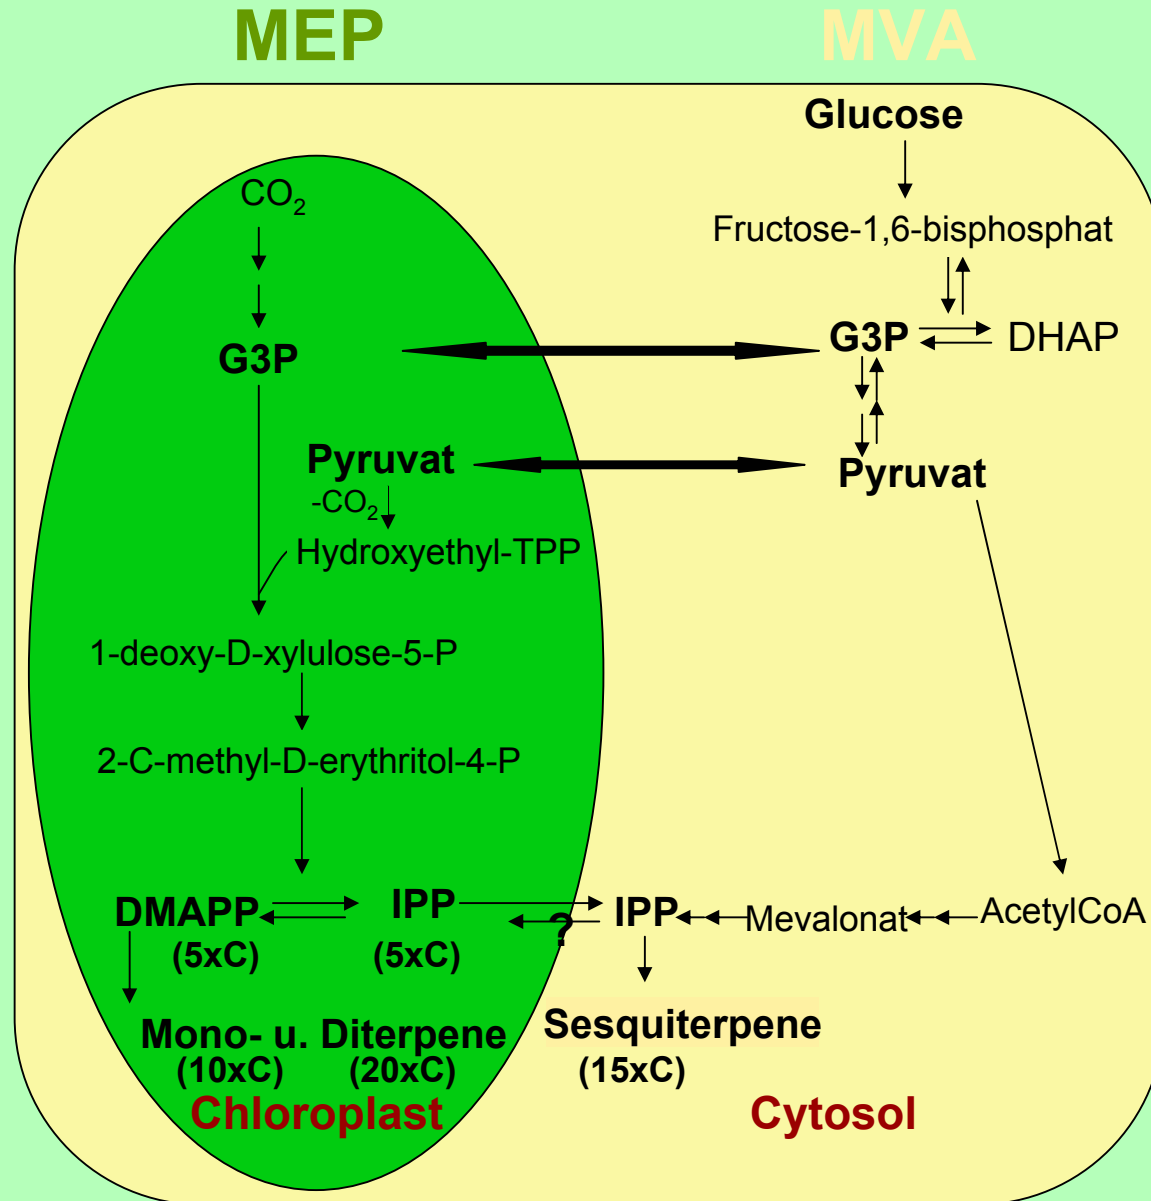 MEP
MVA
Glucose
CO2
Fructose-1,6-bisphosphat
G3P
G3P
DHAP
Pyruvat
Pyruvat
-CO2
Hydroxyethyl-TPP
1-deoxy-D-xylulose-5-P
2-C-methyl-D-erythritol-4-P
DMAPP
IPP
?
IPP
Mevalonat
AcetylCoA
(5xC)
(5xC)
Mono- u. Diterpene
Sesquiterpene
(10xC)
(20xC)
(15xC)
Chloroplast
Cytosol